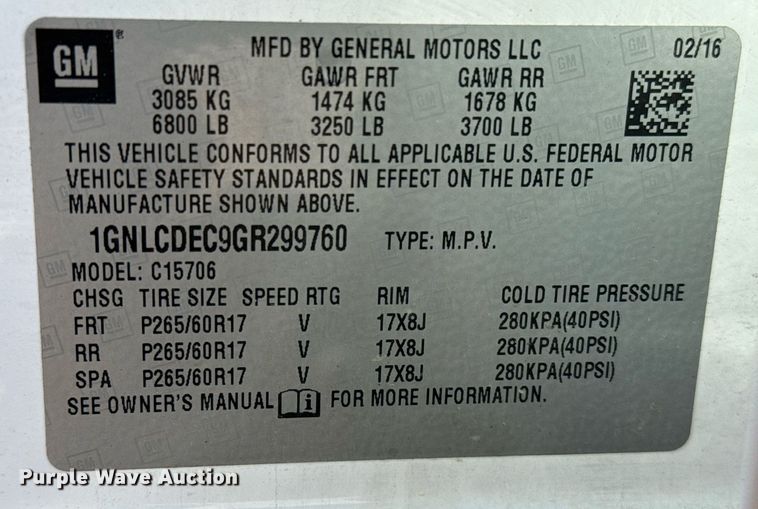 GM
MFD BY GENERAL MOTORS LLC 02/16
GVWR GAWR FRT GAWR RR
3085 KG 1474 KG 1678 KG
6800 LB 3250 LB 3700 LB
THIS VEHICLE CONFORMS TO ALL APPLICABLE U.S. FEDERAL MOTOR
VEHICLE SAFETY STANDARDS IN EFFECT ON THE DATE OF
MANUFACTURE SHOWN ABOVE.
1GNLCDEC9GR299760 TYPE: M.P.V.
MODEL: C15706
CHSG TIRE SIZE SPEED RTG RIM COLD TIRE PRESSURE
FRT P265/60R17 V 17X8J 280KPA(40PSI)
RR P265/60R17 V 17X8J 280KPA(40PSI)
SPA P265/60R17 V 17X8J 280KPA(40PSI)
SEE OWNER'S MANUAL i FOR MORE INFORMATION.
Purple Wave Auction